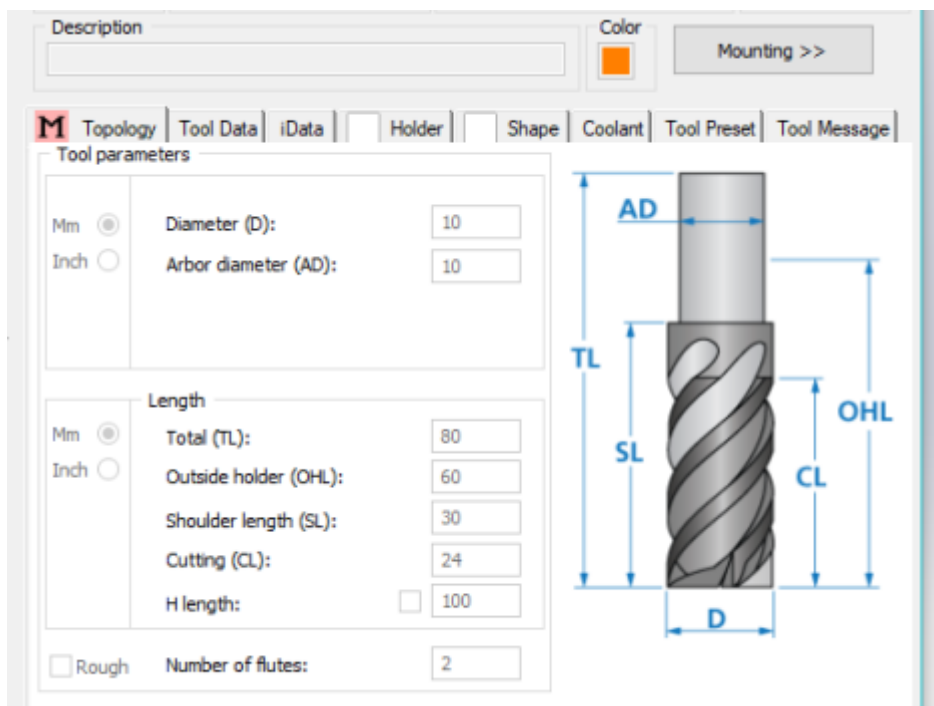 Description
Color
Mounting >>
M Topology Tool Data iData Holder Shape Coolant Tool Preset Tool Message
Tool parameters
Mm Diameter (D): 10
Inch Arbor diameter (AD): 10
Length
Mm Total (TL): 80
Inch Outside holder (OHL): 60
Shoulder length (SL): 30
Cutting (CL): 24
H length: 100
Rough Number of flutes: 2
AD
TL
OHL
SL
CL
D